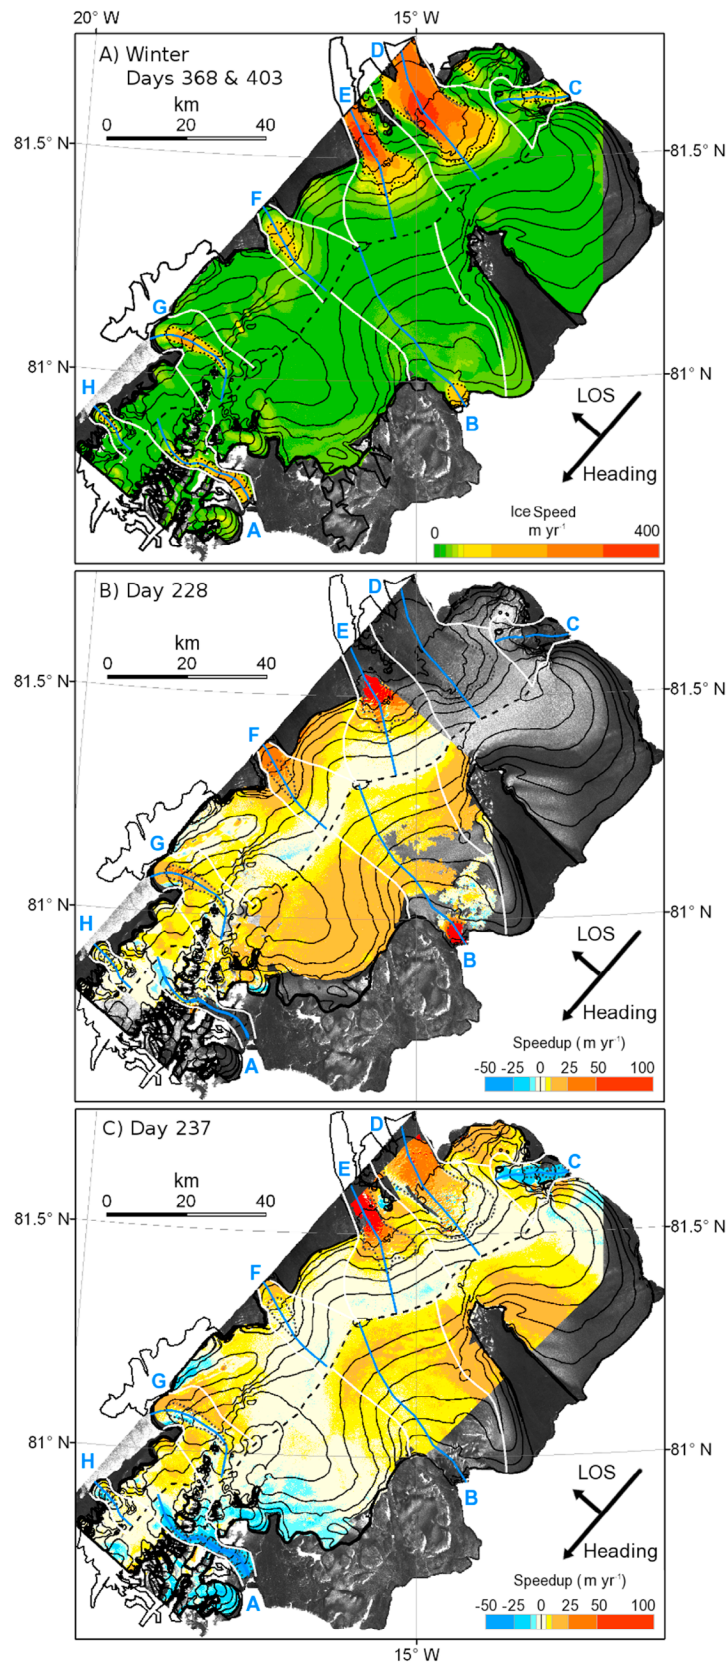 20° W
15° W
A) Winter
Days 368 & 403
km
0
20
40
81.5° N
81.5° N
D
E
C
F
G
H
81° N
81° N
B
A
LOS
Heading
Ice Speed
m yr⁻¹
0
400
B) Day 228
km
0
20
40
81.5° N
81.5° N
D
E
C
F
G
H
81° N
81° N
B
A
LOS
Heading
Speedup ( m yr⁻¹)
-50 -25 0 25 50 100
C) Day 237
km
0
20
40
81.5° N
81.5° N
D
E
C
F
G
H
81° N
81° N
B
A
LOS
Heading
Speedup ( m yr⁻¹)
-50 -25 0 25 50 100
15° W